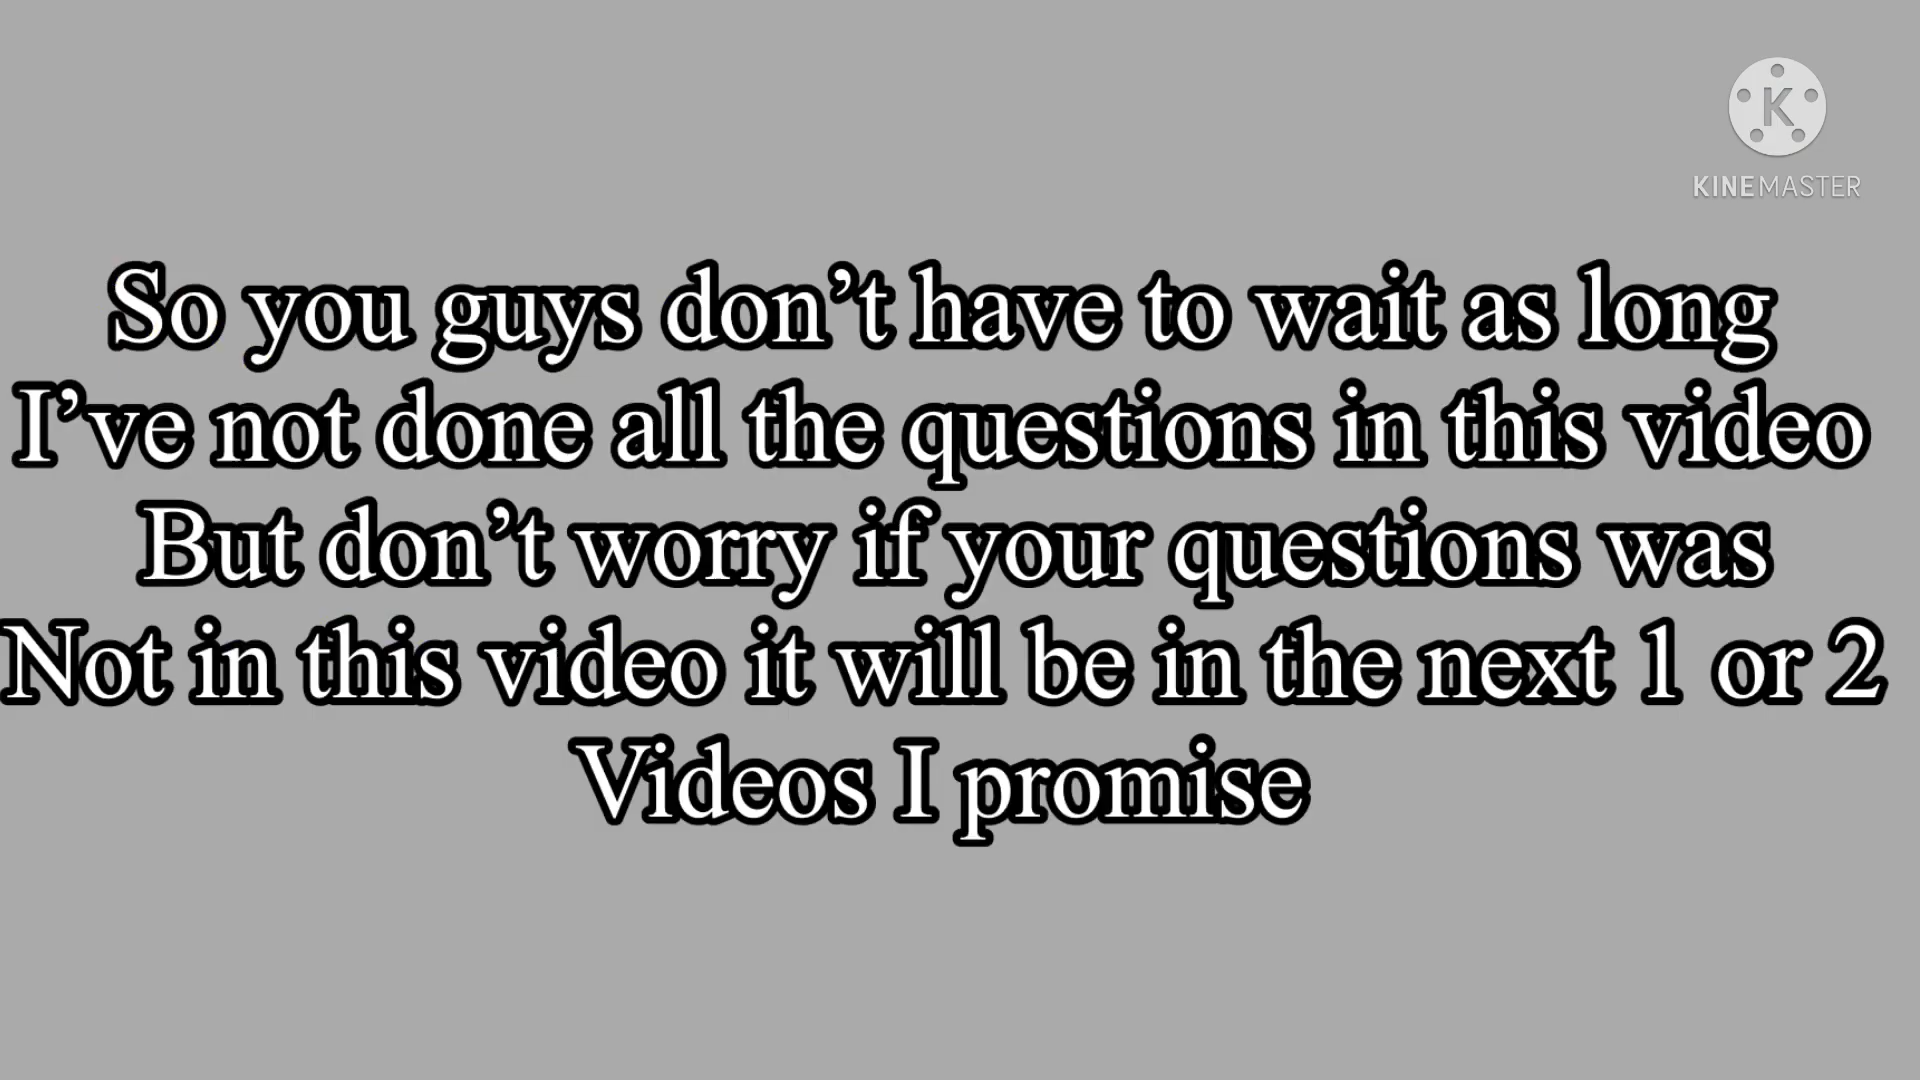 K
KINEMASTER
So you guys don’t have to wait as long
I’ve not done all the questions in this video
But don’t worry if your questions was
Not in this video it will be in the next 1 or 2
Videos I promise